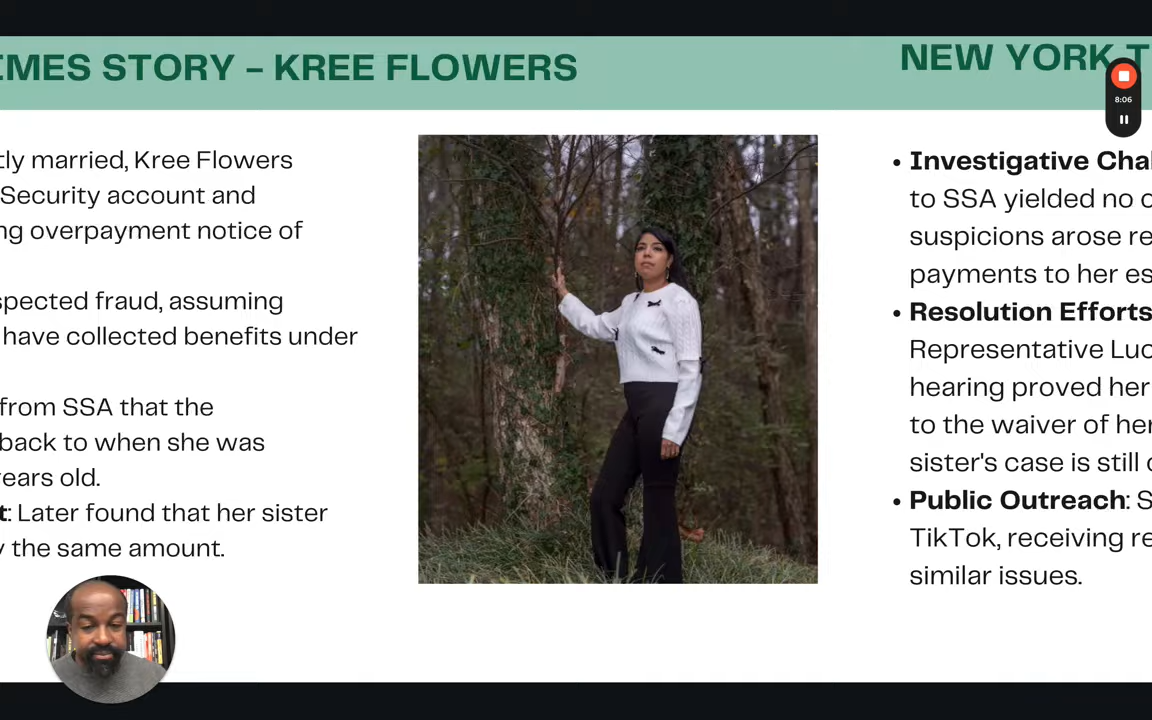 EMES STORY – KREE FLOWERS
tly married, Kree Flowers
Security account and
ng overpayment notice of
spected fraud, assuming
have collected benefits under
from SSA that the
back to when she was
years old.
t: Later found that her sister
y the same amount.
NEW YORK T
8:06
• Investigative Chal
to SSA yielded no c
suspicions arose re
payments to her es
• Resolution Efforts
Representative Luc
hearing proved her
to the waiver of her
sister's case is still o
• Public Outreach: S
TikTok, receiving re
similar issues.